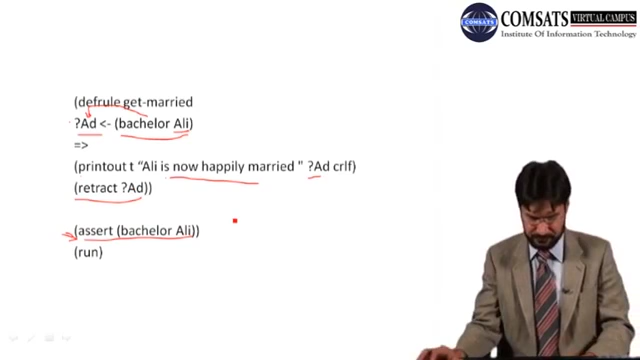 COMSATS VIRTUAL CAMPUS
Institute Of Information Technology
(defrule get-married
?Ad <- (bachelor Ali)
=>
(printout t “Ali is now happily married " ?Ad crlf)
(retract ?Ad))
(assert (bachelor Ali))
(run)